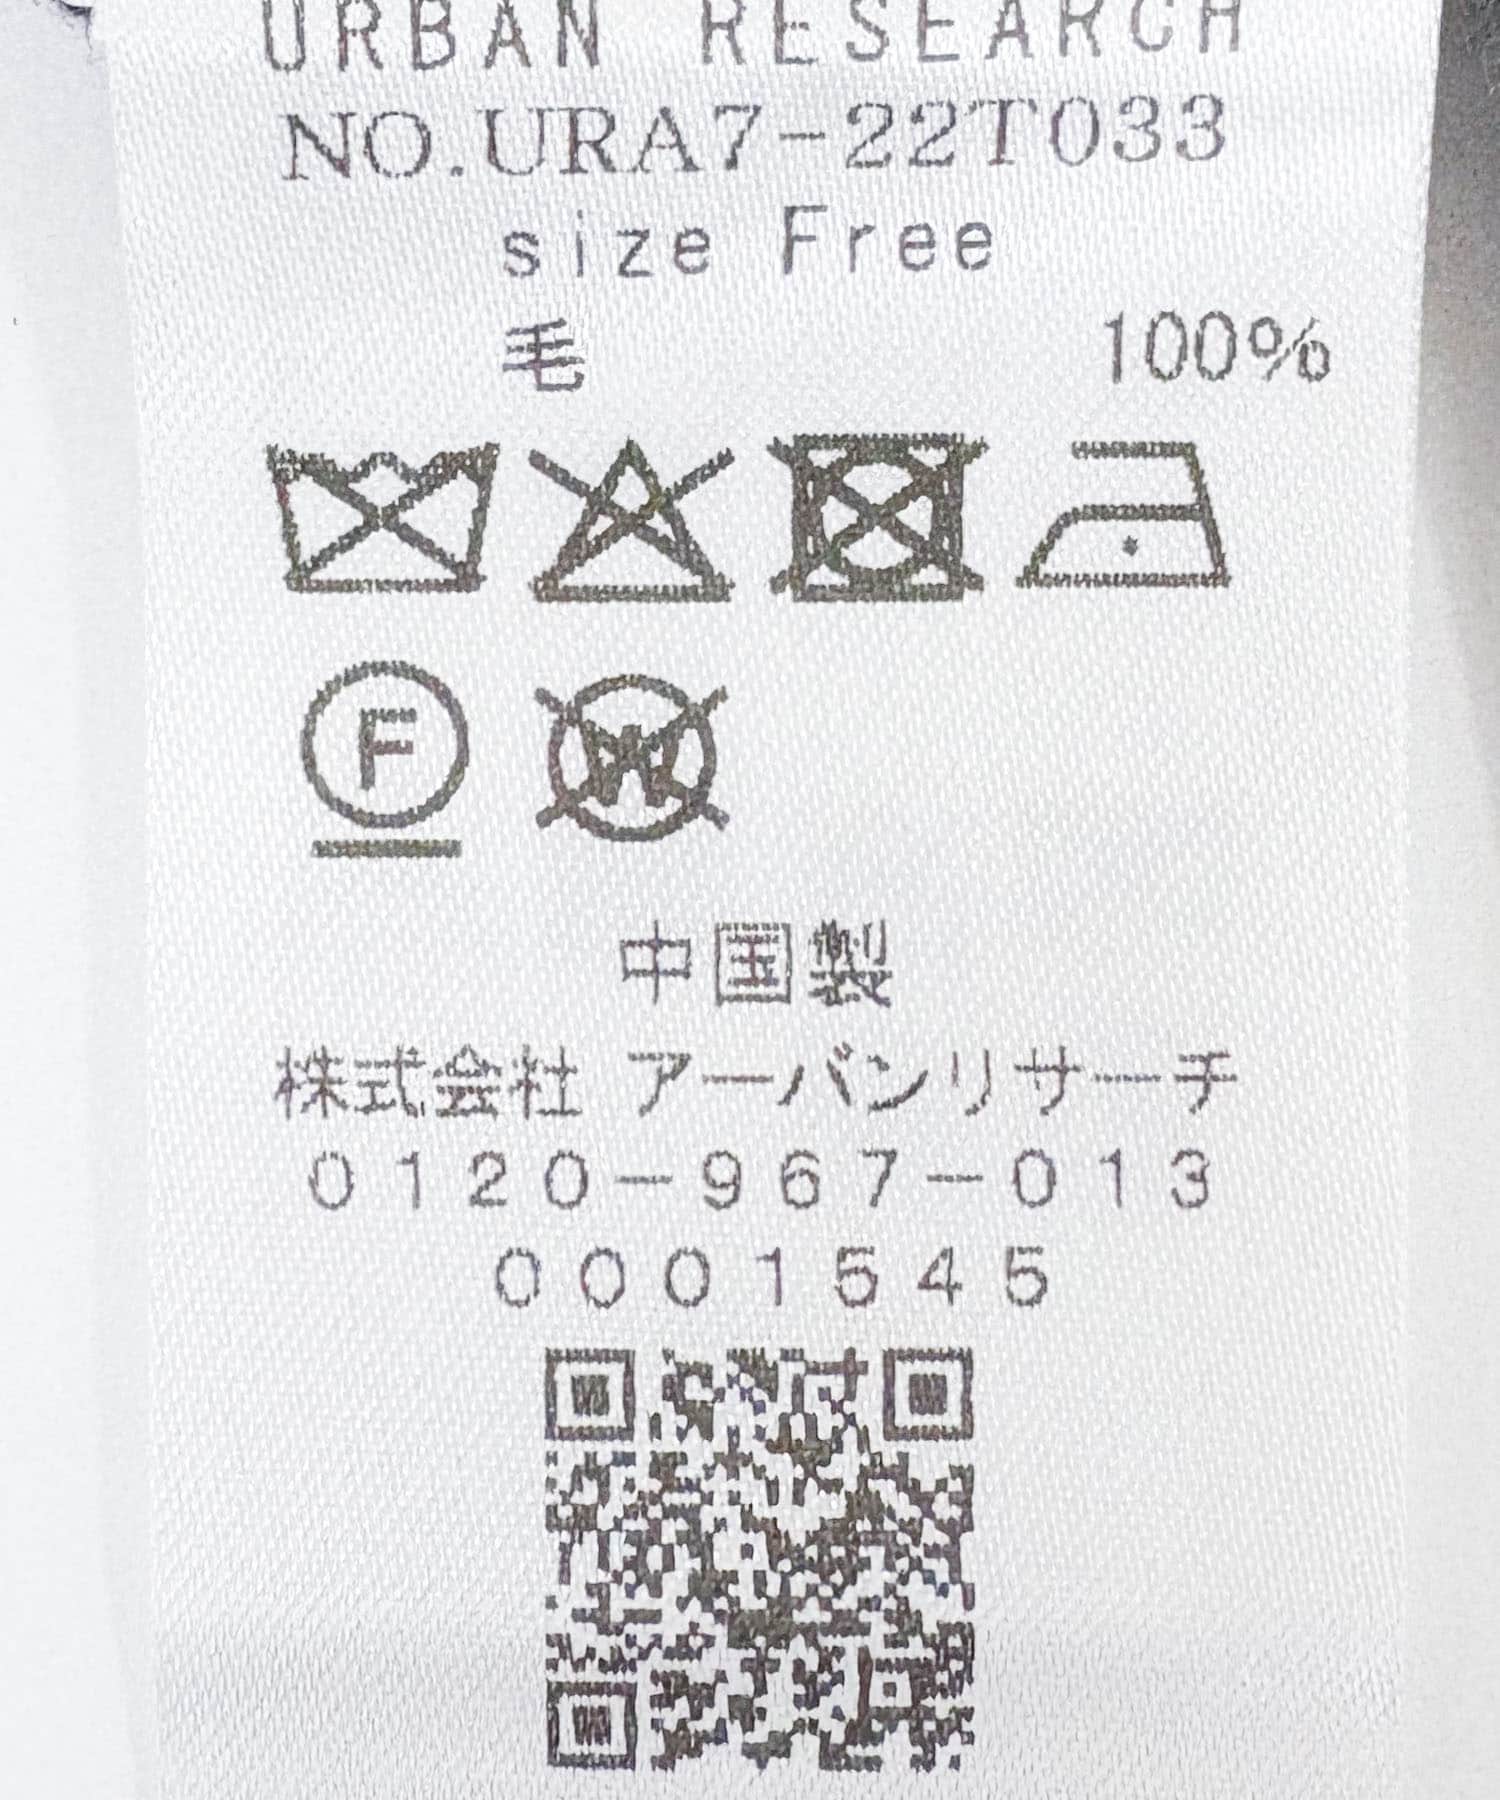 URBAN RESEARCH
NO.URA7-22T033
size Free
毛 100%
F
W
中国製
株式会社 アーバンリサーチ
0120-967-013
0001545